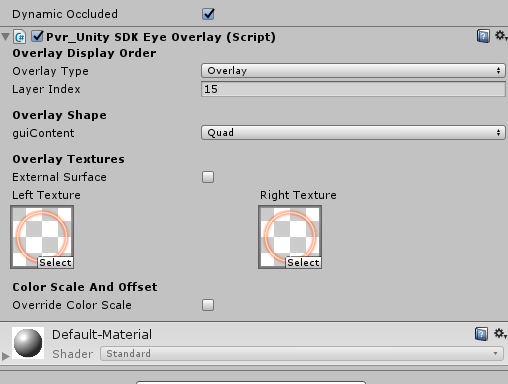 Dynamic Occluded
Pvr_Unity SDK Eye Overlay (Script)
Overlay Display Order
Overlay Type Overlay
Layer Index 15
Overlay Shape
guiContent Quad
Overlay Textures
External Surface
Left Texture Right Texture
Select Select
Color Scale And Offset
Override Color Scale
Default-Material
Shader Standard